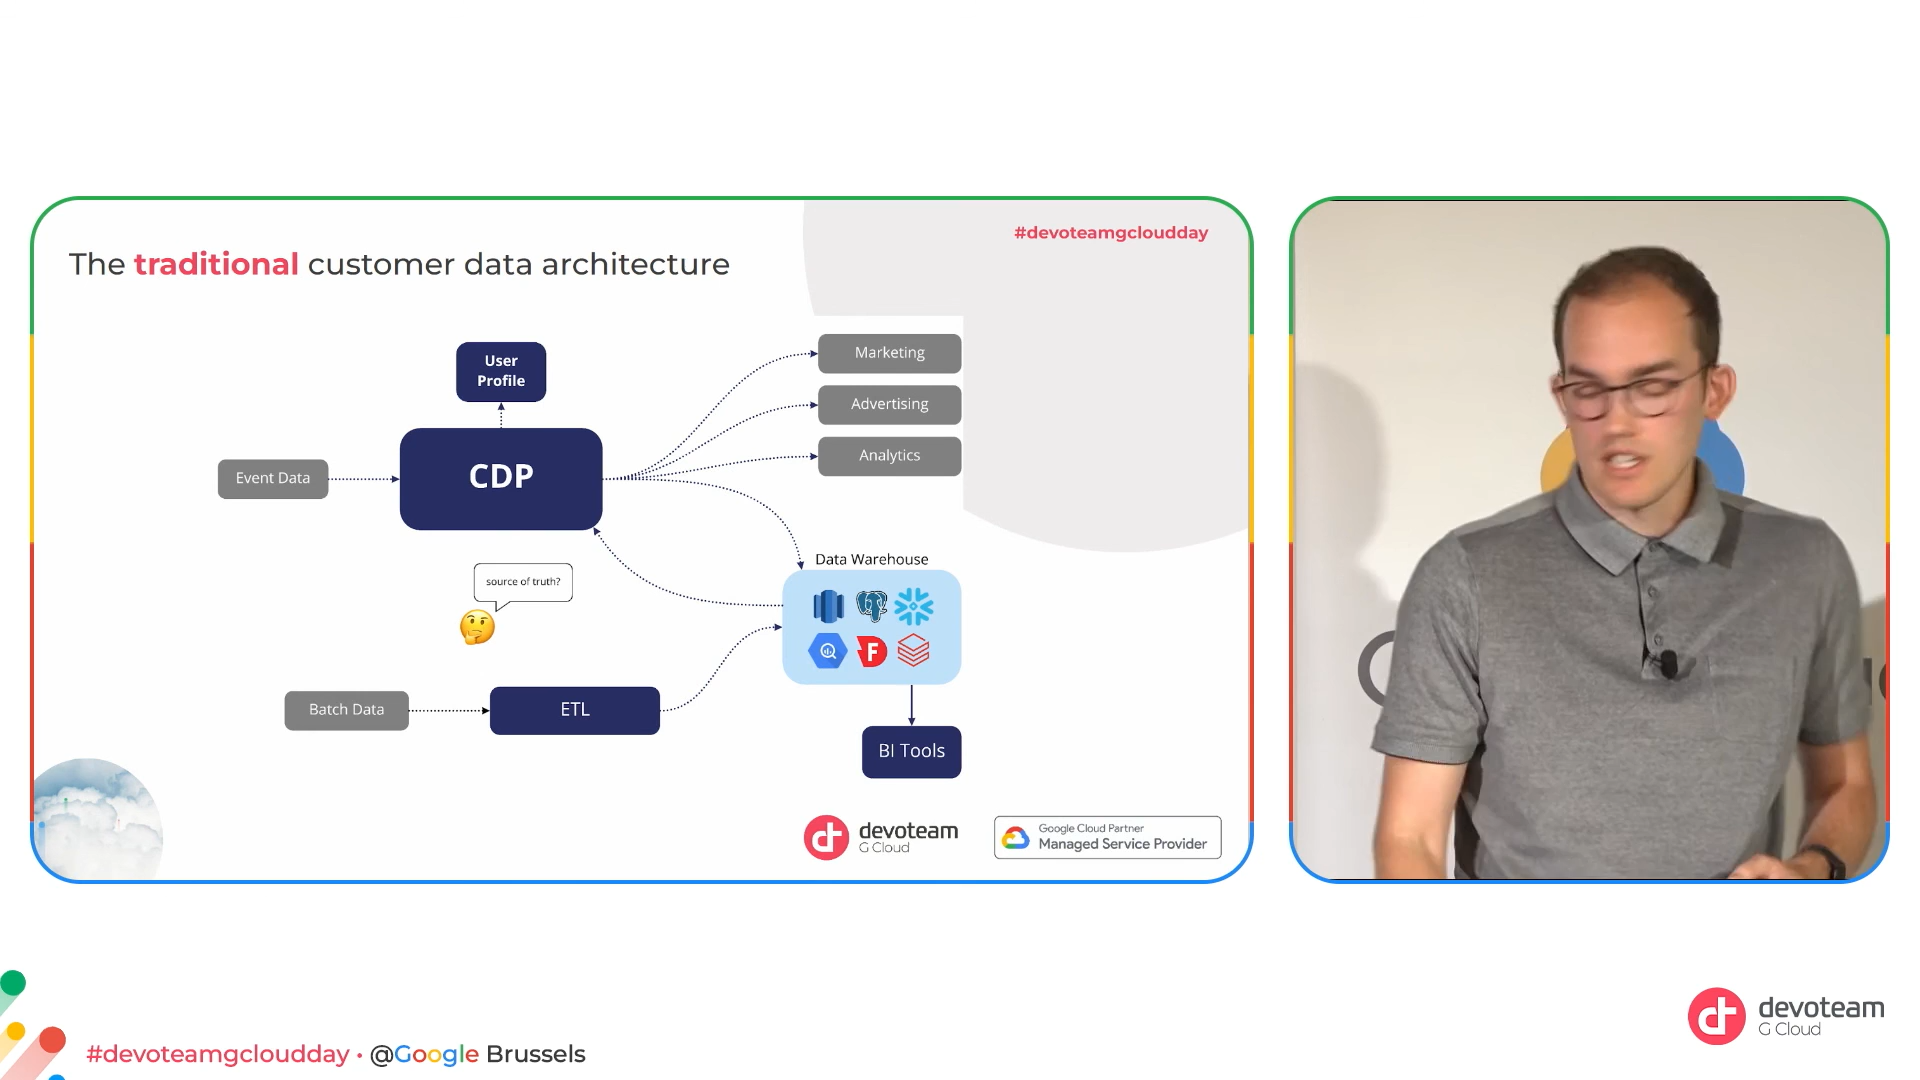 #devoteamgcloudday
The traditional customer data architecture
User
Profile
Marketing
Advertising
Analytics
CDP
Event Data
Data Warehouse
source of truth?
F
Batch Data
ETL
BI Tools
devoteam
G Cloud
Google Cloud Partner
Managed Service Provider
devoteam
G Cloud
#devoteamgcloudday • @Google Brussels